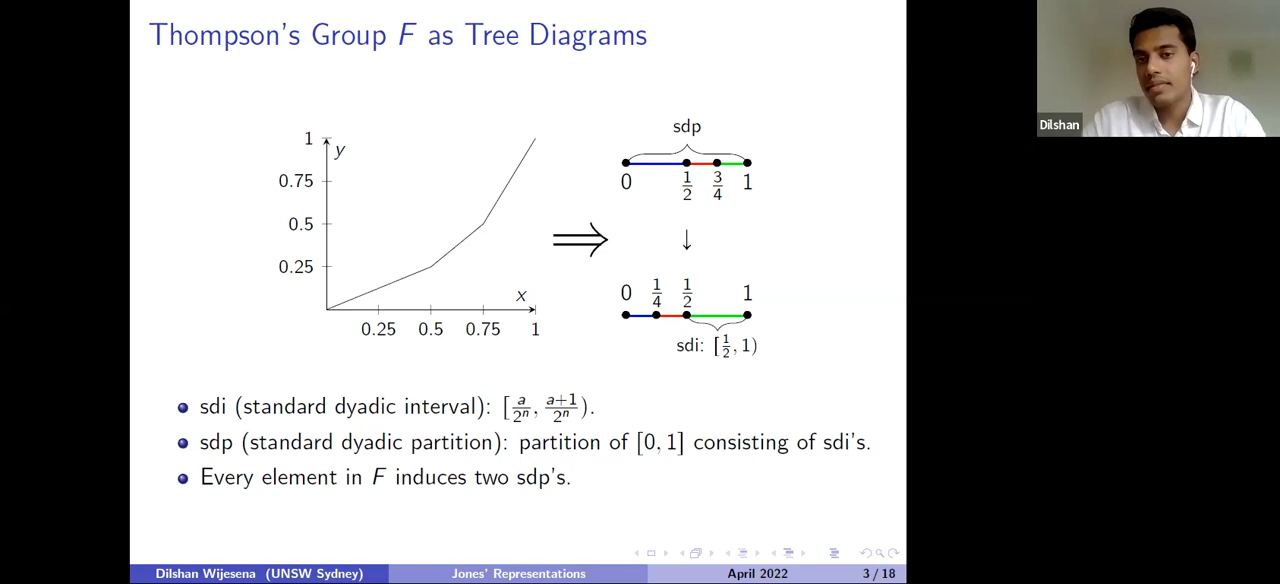 Thompson's Group F as Tree Diagrams
Dilshan
1
y
0.75
0.5
0.25
x
0.25 0.5 0.75 1
sdp
0 1/2 3/4 1
⇒
↓
0 1/4 1/2 1
sdi: [1/2, 1)
sdi (standard dyadic interval): [a/2^n, a+1/2^n).
sdp (standard dyadic partition): partition of [0, 1] consisting of sdi's.
Every element in F induces two sdp's.
Dilshan Wijesena (UNSW Sydney) Jones' Representations April 2022 3 / 18